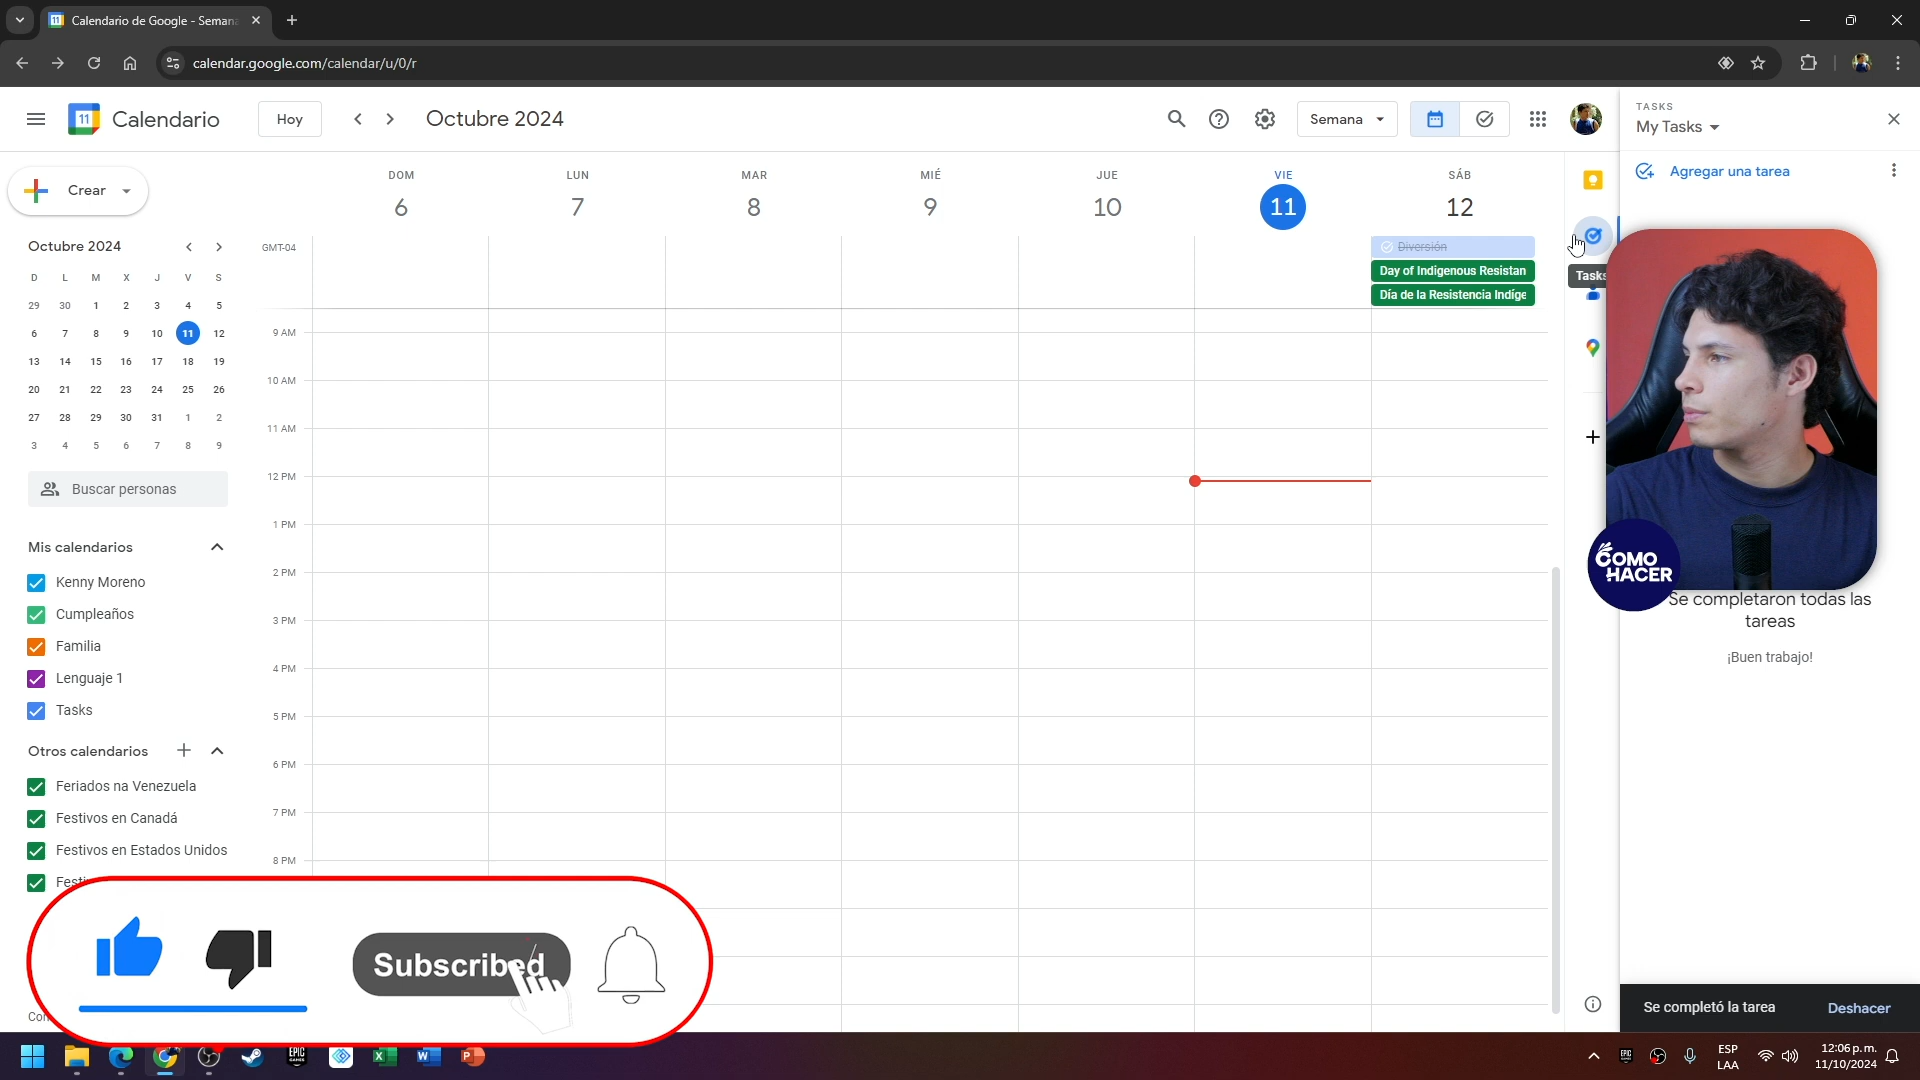 Calendario de Google - Semana
calendar.google.com/calendar/u/0/r
11
Calendario
Hoy
Octubre 2024
Semana
TASKS
My Tasks
Agregar una tarea
Crear
DOM
LUN
MAR
MIÉ
JUE
VIE
SÁB
6
7
8
9
10
11
12
Octubre 2024
D L M X J V S
29 30 1 2 3 4 5
6 7 8 9 10 11 12
13 14 15 16 17 18 19
20 21 22 23 24 25 26
27 28 29 30 31 1 2
3 4 5 6 7 8 9
GMT-04
Diversión
Day of Indigenous Resistan
Día de la Resistencia Indíge
Tasks
9 AM
10 AM
11 AM
12 PM
1 PM
2 PM
3 PM
4 PM
5 PM
6 PM
7 PM
8 PM
Buscar personas
Mis calendarios
Kenny Moreno
Cumpleaños
Familia
Lenguaje 1
Tasks
Otros calendarios
Feriados na Venezuela
Festivos en Canadá
Festivos en Estados Unidos
COMO
HACER
Se completaron todas las
tareas
¡Buen trabajo!
Subscribed
Se completó la tarea
Deshacer
EPIC
GAMES
ESP
LAA
12:06 p. m.
11/10/2024